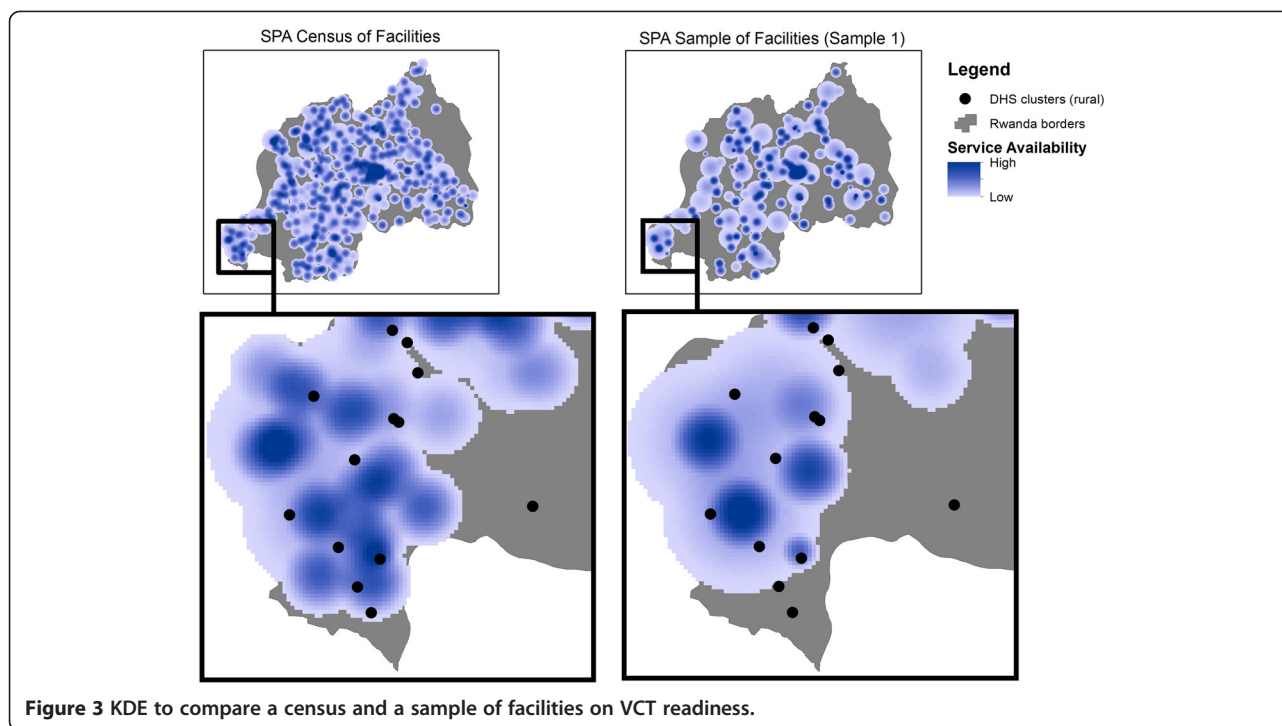 SPA Census of Facilities
SPA Sample of Facilities (Sample 1)
Legend
DHS clusters (rural)
Rwanda borders
Service Availability
High
Low
Figure 3 KDE to compare a census and a sample of facilities on VCT readiness.